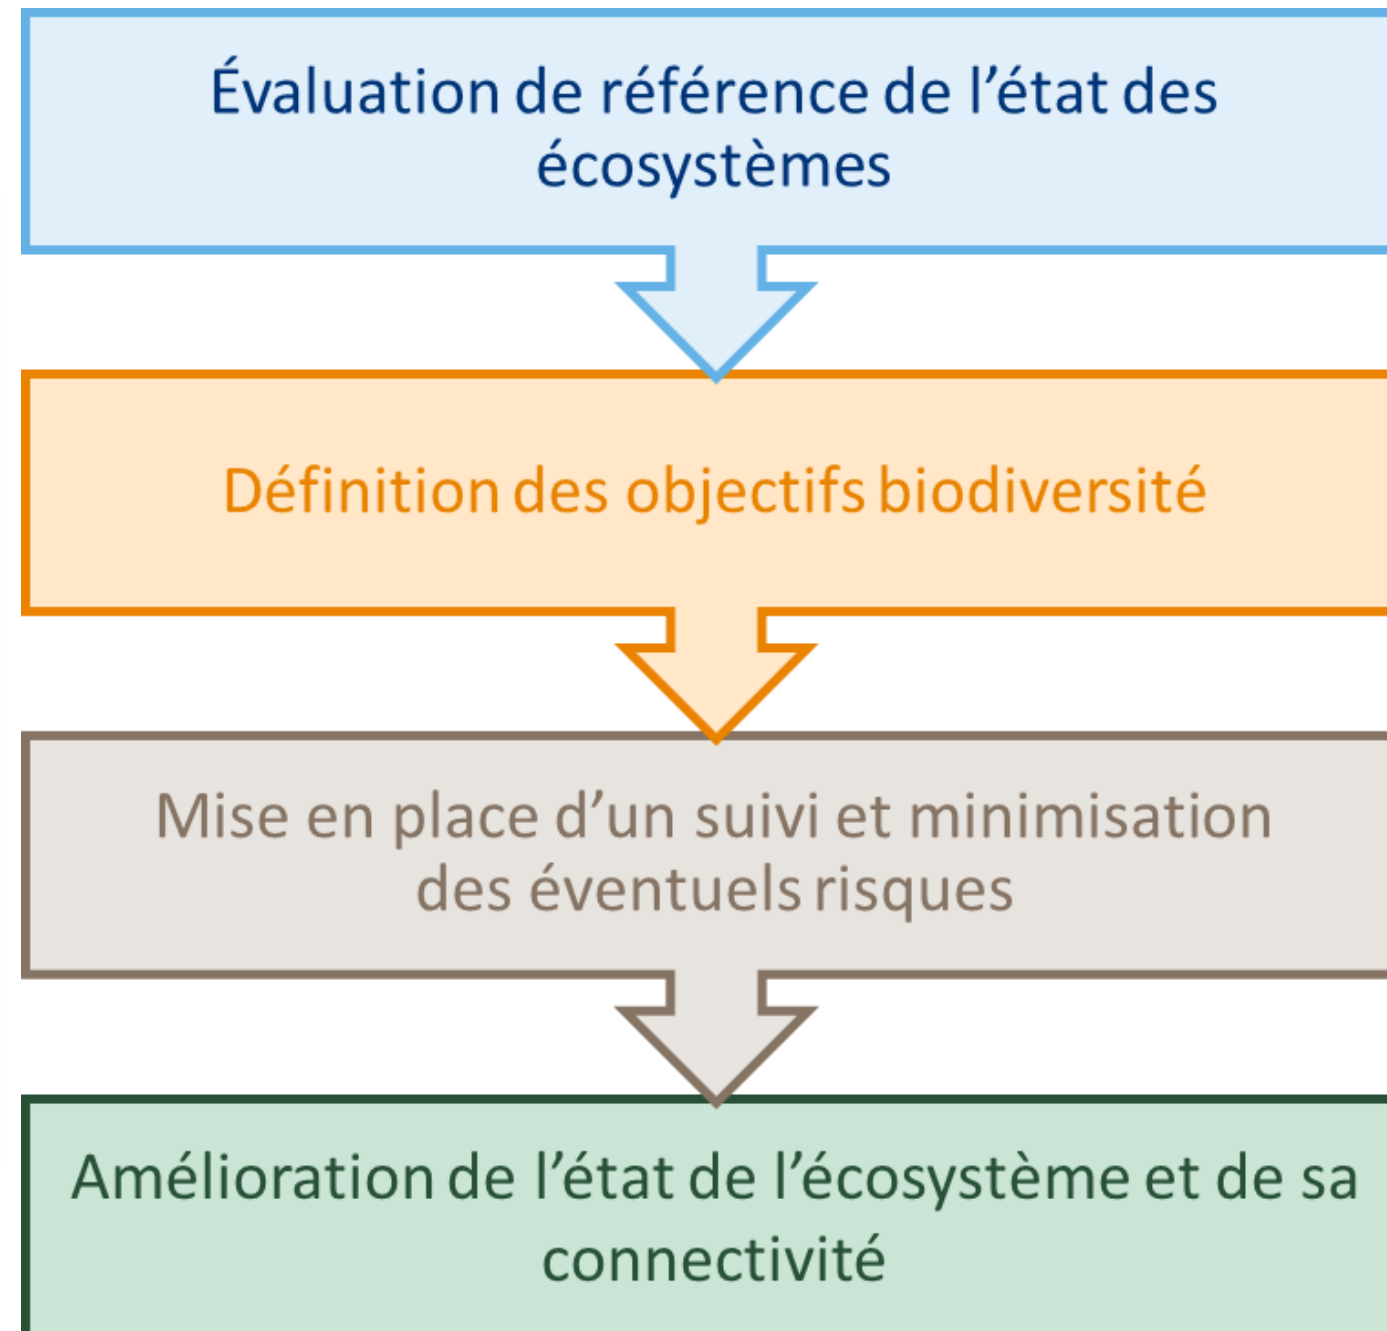 Évaluation de référence de l’état des
écosystèmes
Définition des objectifs biodiversité
Mise en place d’un suivi et minimisation
des éventuels risques
Amélioration de l’état de l’écosystème et de sa
connectivité